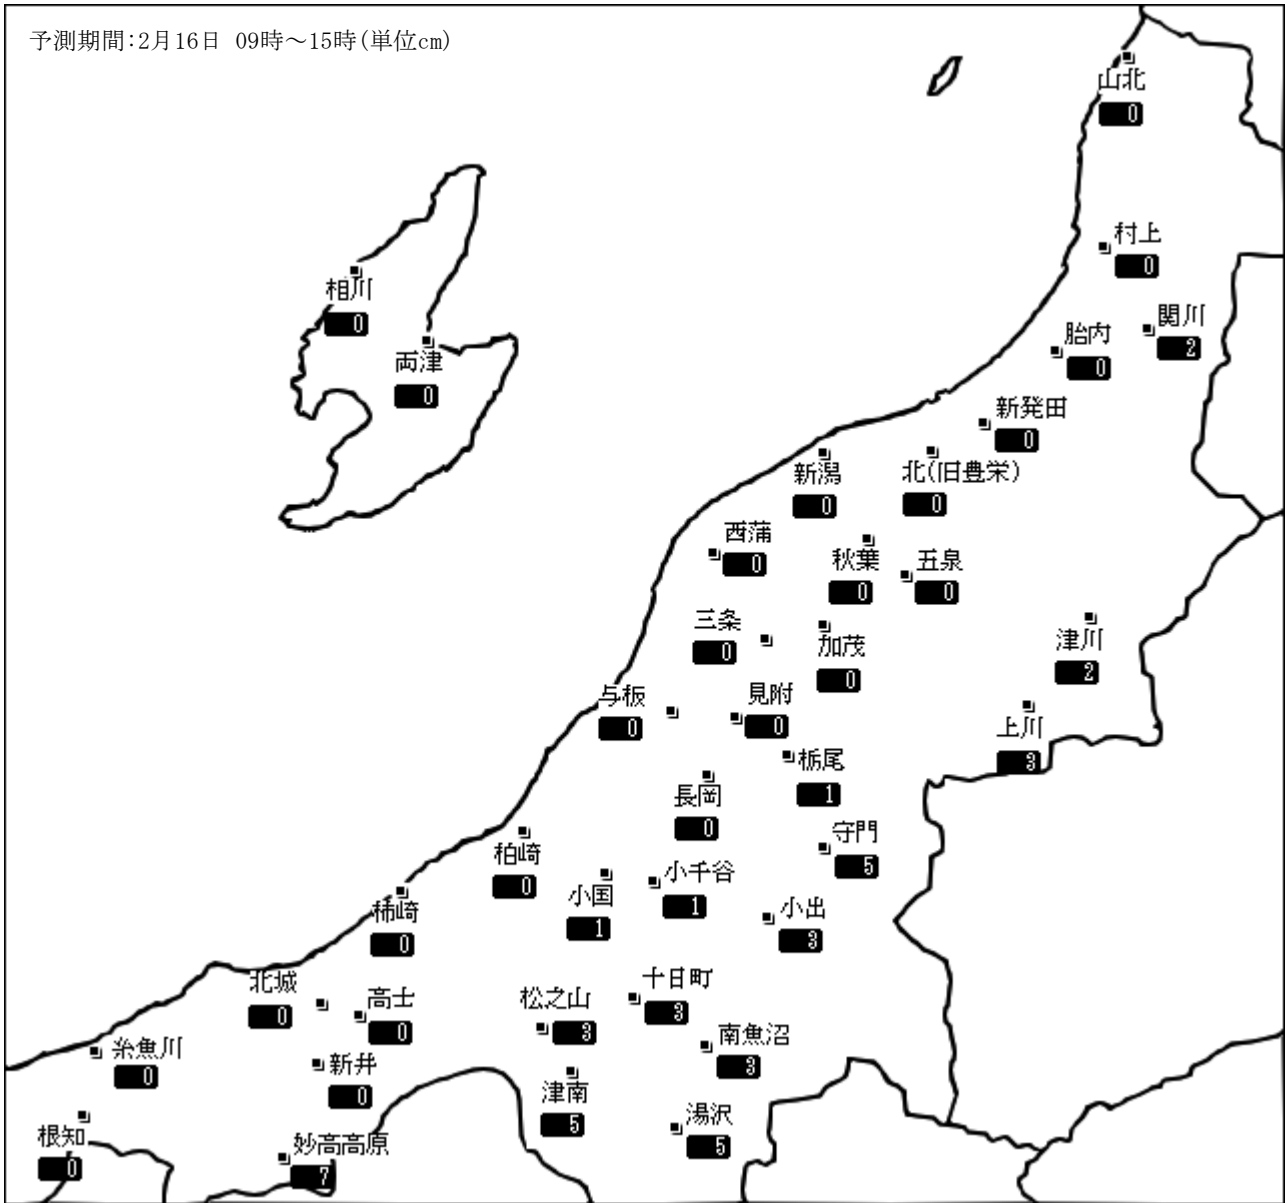 予測期間:2月16日 09時～15時(単位cm)
山北
0
村上
0
相川
0
関川
2
胎内
0
両津
0
新発田
0
新潟
0
北(旧豊栄)
0
西蒲
0
秋葉
0
五泉
0
三条
0
加茂
0
津川
2
与板
0
見附
0
上川
3
栃尾
1
長岡
0
守門
5
柏崎
0
小国
1
小千谷
1
小出
3
柿崎
0
北城
0
高士
0
松之山
3
十日町
3
南魚沼
3
糸魚川
0
新井
0
津南
5
湯沢
5
根知
0
妙高高原
7